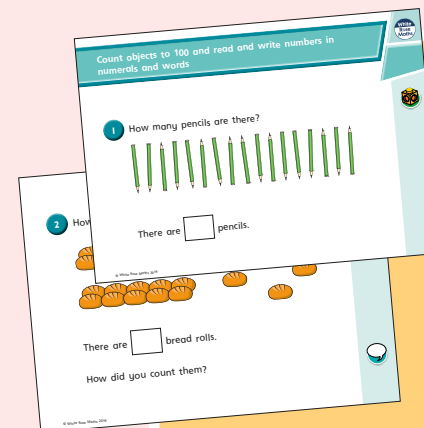 Count objects to 100 and read and write numbers in
numerals and words
White
Rose
Maths
1
How many pencils are there?
There are
pencils.
© White Rose Maths 2019
2
How
There are
bread rolls.
How did you count them?
© White Rose Maths 2019